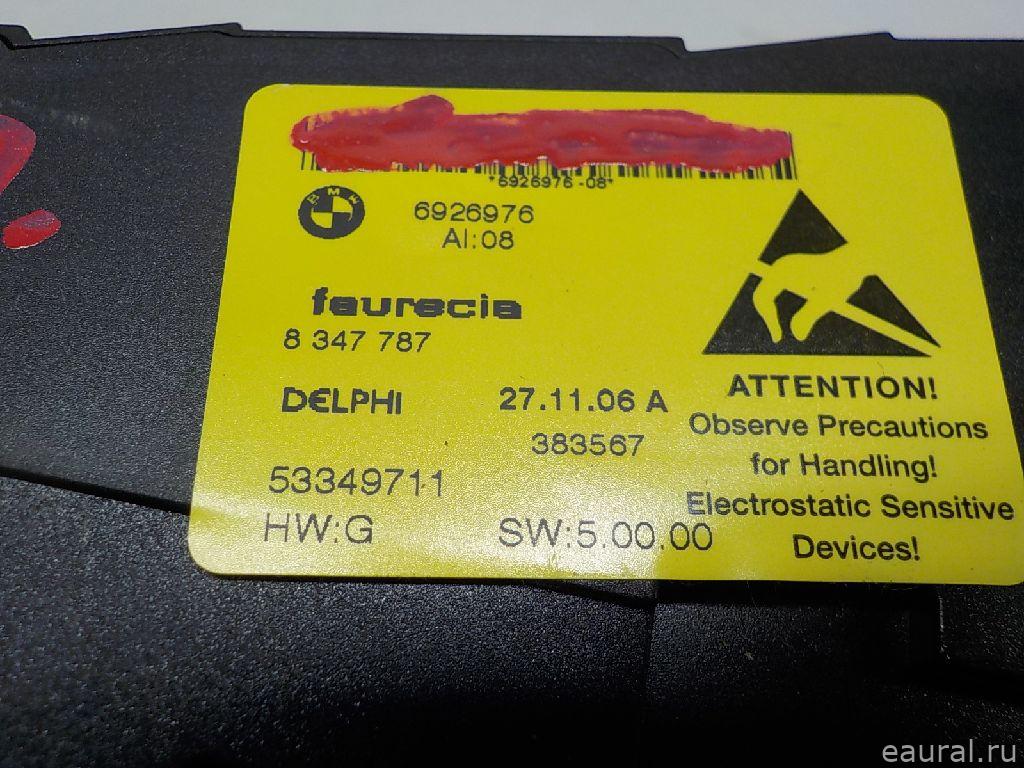 *6926976-08*
BMW
6926976
AI:08
faurecia
8 347 787
DELPHI
27.11.06 A
383567
53349711
HW:G
SW:5.00.00
ATTENTION!
Observe Precautions
for Handling!
Electrostatic Sensitive
Devices!
eaural.ru